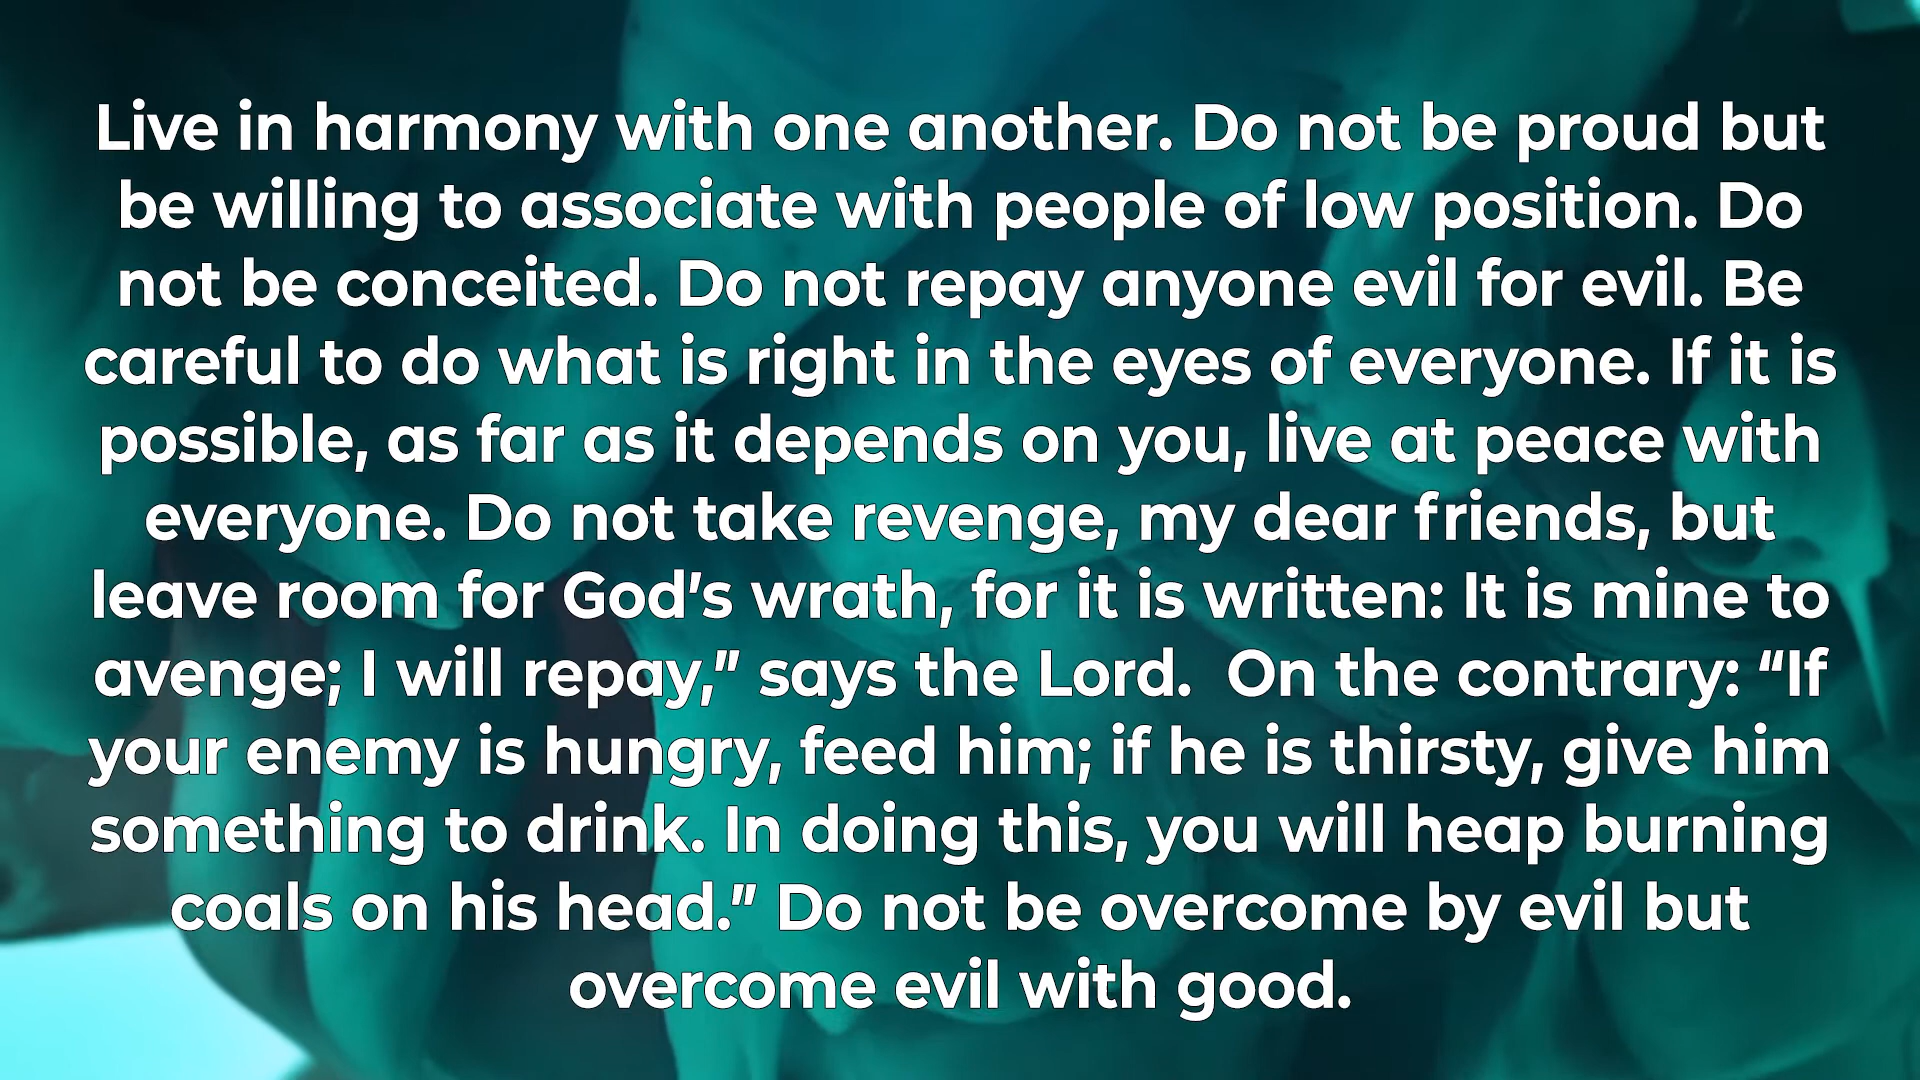 Live in harmony with one another. Do not be proud but
be willing to associate with people of low position. Do
not be conceited. Do not repay anyone evil for evil. Be
careful to do what is right in the eyes of everyone. If it is
possible, as far as it depends on you, live at peace with
everyone. Do not take revenge, my dear friends, but
leave room for God’s wrath, for it is written: It is mine to
avenge; I will repay,” says the Lord.  On the contrary: “If
your enemy is hungry, feed him; if he is thirsty, give him
something to drink. In doing this, you will heap burning
coals on his head.” Do not be overcome by evil but
overcome evil with good.